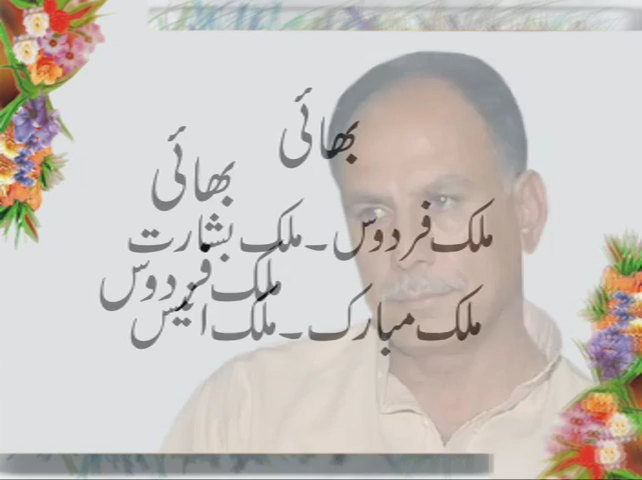 بھائی
بھائی
ملک فردوس۔ملک بشارت
ملک فردوس
ملک مبارک۔ملک انیس